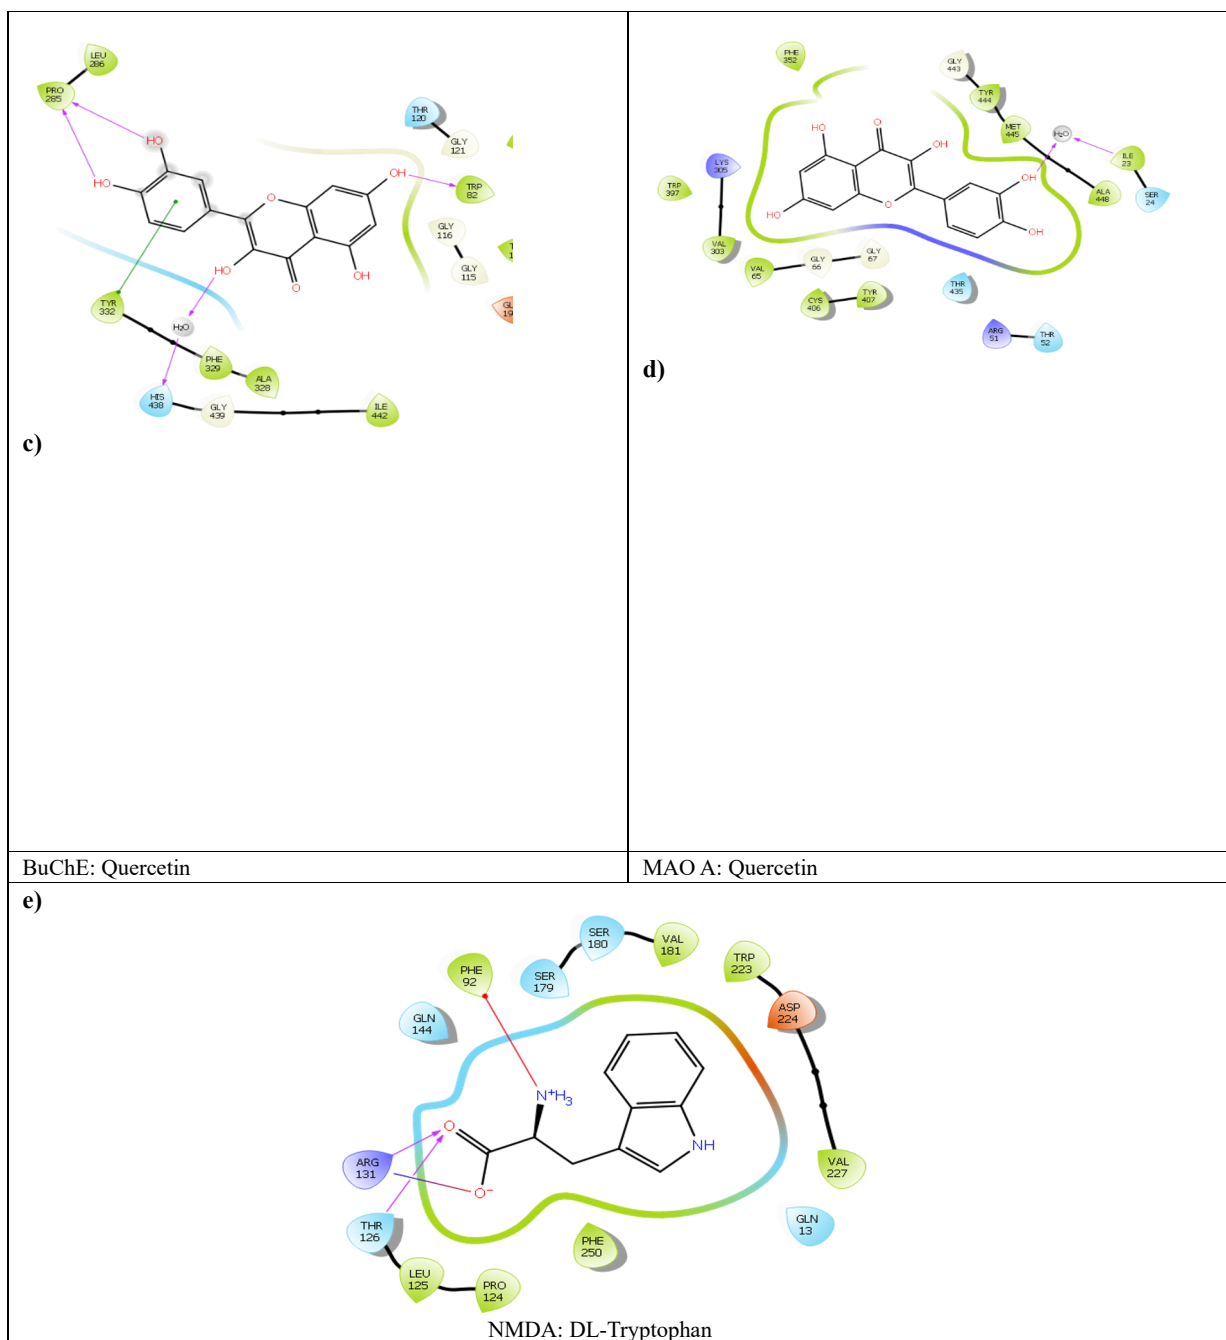 LEU
286
PRO
285
HO
HO
THR
120
GLY
121
OH
TRP
82
O
GLY
116
GLY
115
HO
O
OH
TYR
332
H₂O
PHE
329
ALA
328
HIS
438
GLY
439
ILE
442
c)
PHE
352
GLY
443
TYR
444
MET
445
H₂O
ILE
23
SER
24
ALA
448
OH
O
OH
LYS
305
TRP
397
HO
O
OH
OH
VAL
303
VAL
65
GLY
66
GLY
67
CYS
406
TYR
407
THR
435
ARG
51
THR
52
d)
BuChE: Quercetin
MAO A: Quercetin
e)
SER
180
VAL
181
SER
179
PHE
92
TRP
223
ASP
224
GLN
144
N⁺H₃
O
NH
ARG
131
O⁻
VAL
227
THR
126
GLN
13
PHE
250
LEU
125
PRO
124
NMDA: DL-Tryptophan